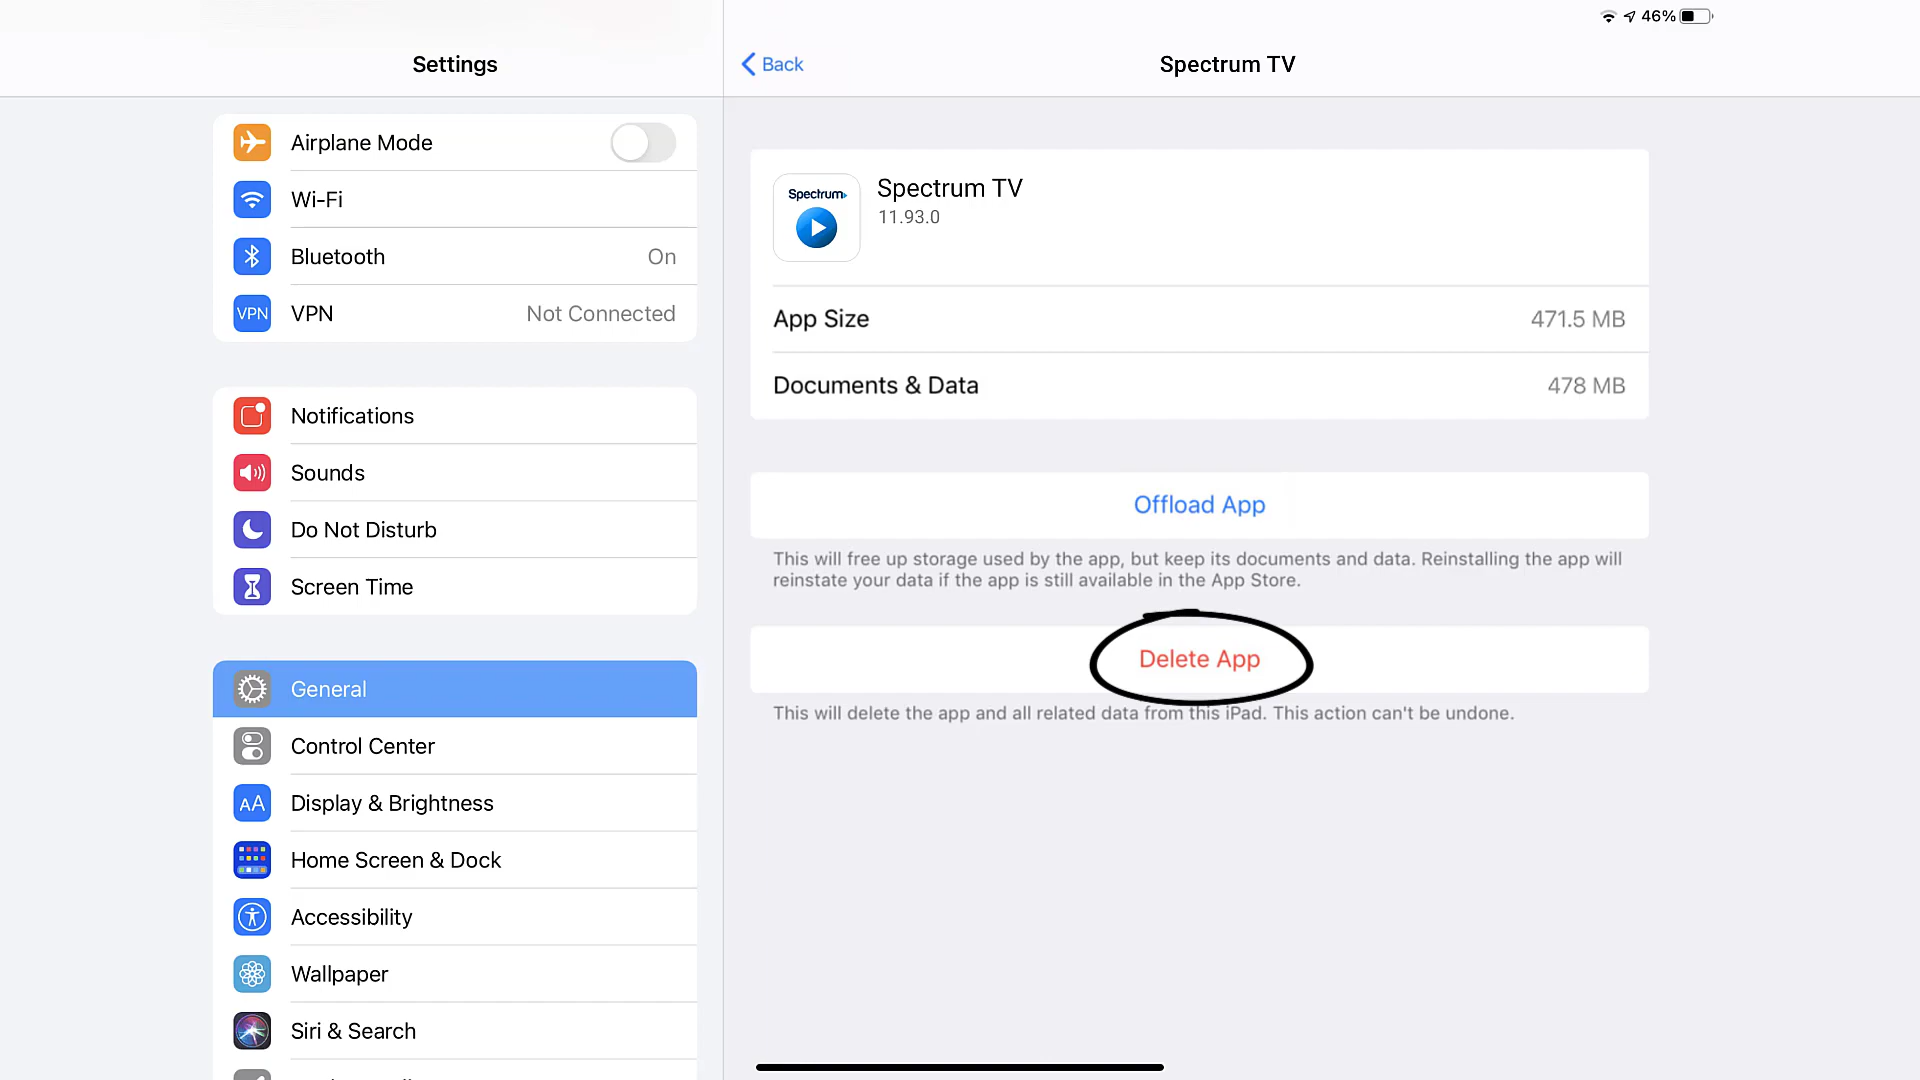 46%
Settings
Back
Spectrum TV
Airplane Mode
Wi-Fi
Bluetooth On
VPN VPN Not Connected
Notifications
Sounds
Do Not Disturb
Screen Time
General
Control Center
AA Display & Brightness
Home Screen & Dock
Accessibility
Wallpaper
Siri & Search
Spectrum
Spectrum TV
11.93.0
App Size 471.5 MB
Documents & Data 478 MB
Offload App
This will free up storage used by the app, but keep its documents and data. Reinstalling the app will
reinstate your data if the app is still available in the App Store.
Delete App
This will delete the app and all related data from this iPad. This action can't be undone.